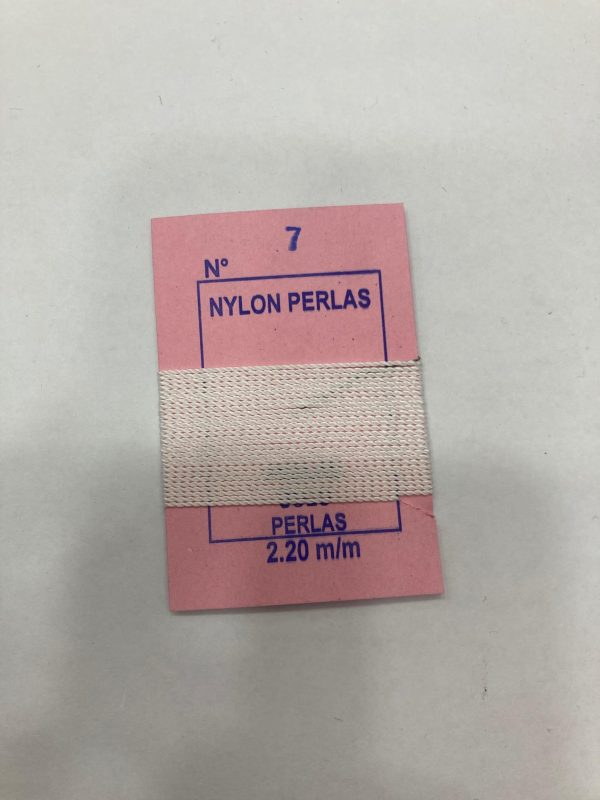 7
N°
NYLON PERLAS
PERLAS
2.20 m/m